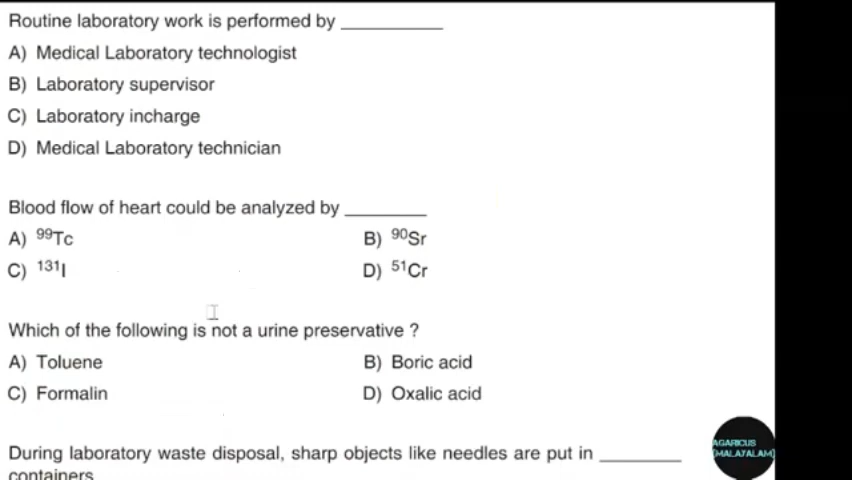 Routine laboratory work is performed by __________
A) Medical Laboratory technologist
B) Laboratory supervisor
C) Laboratory incharge
D) Medical Laboratory technician
Blood flow of heart could be analyzed by ________
A) ⁹⁹Tc B) ⁹⁰Sr
C) ¹³¹I D) ⁵¹Cr
Which of the following is not a urine preservative ?
A) Toluene B) Boric acid
C) Formalin D) Oxalic acid
During laboratory waste disposal, sharp objects like needles are put in ________
containers
AGARICUS
(MALAYALAM)